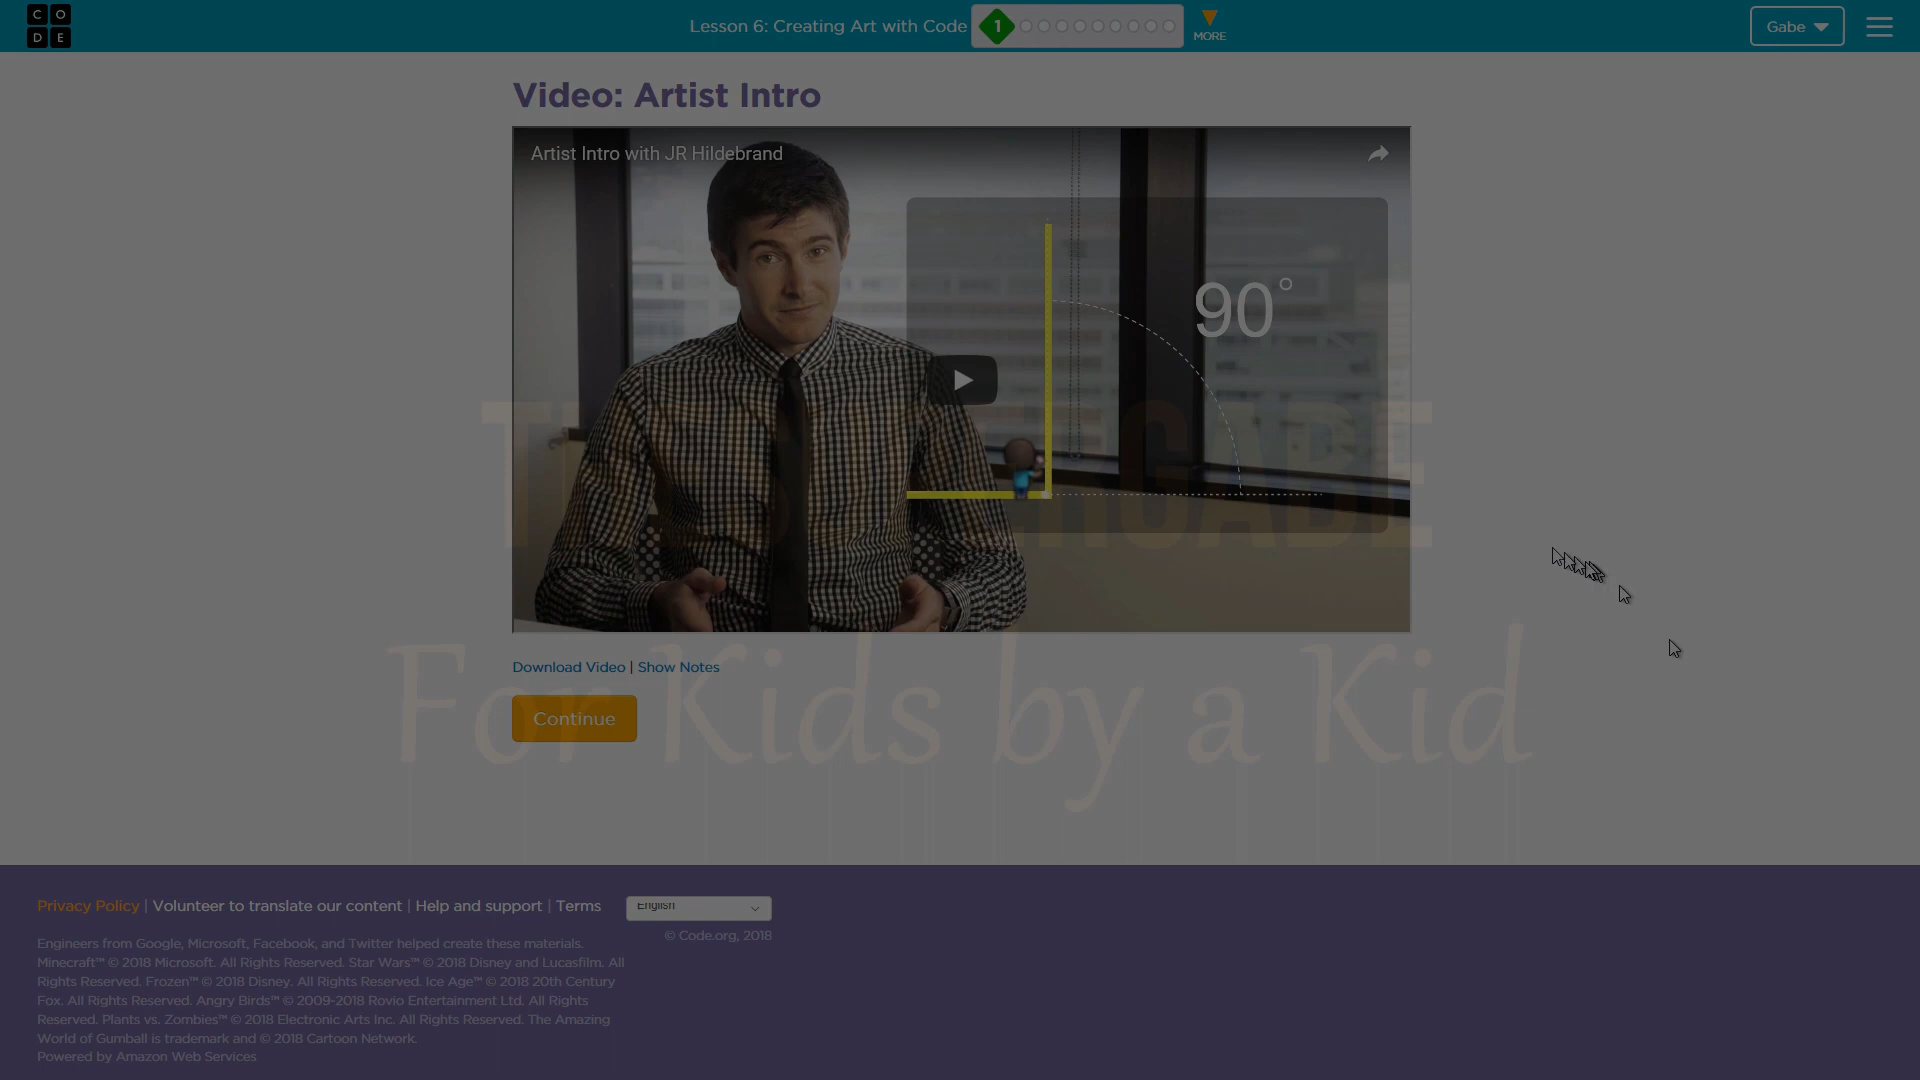 C O
D E
Lesson 6: Creating Art with Code
1
MORE
Gabe
Video: Artist Intro
Artist Intro with JR Hildebrand
90°
For Kids by a Kid
Download Video | Show Notes
Continue
Privacy Policy | Volunteer to translate our content | Help and support | Terms
English
© Code.org, 2018
Engineers from Google, Microsoft, Facebook, and Twitter helped create these materials.
Minecraft™ © 2018 Microsoft. All Rights Reserved. Star Wars™ © 2018 Disney and Lucasfilm. All
Rights Reserved. Frozen™ © 2018 Disney. All Rights Reserved. Ice Age™ © 2018 20th Century
Fox. All Rights Reserved. Angry Birds™ © 2009-2018 Rovio Entertainment Ltd. All Rights
Reserved. Plants vs. Zombies™ © 2018 Electronic Arts Inc. All Rights Reserved. The Amazing
World of Gumball is trademark and © 2018 Cartoon Network.
Powered by Amazon Web Services